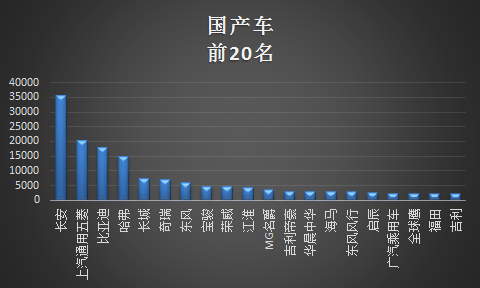 国产车
前20名
40000
35000
30000
25000
20000
15000
10000
5000
0
长安
上汽通用五菱
比亚迪
哈弗
长城
奇瑞
东风
宝骏
荣威
江淮
MG名爵
吉利帝豪
华晨中华
海马
东风风行
启辰
广汽乘用车
全球鹰
福田
吉利